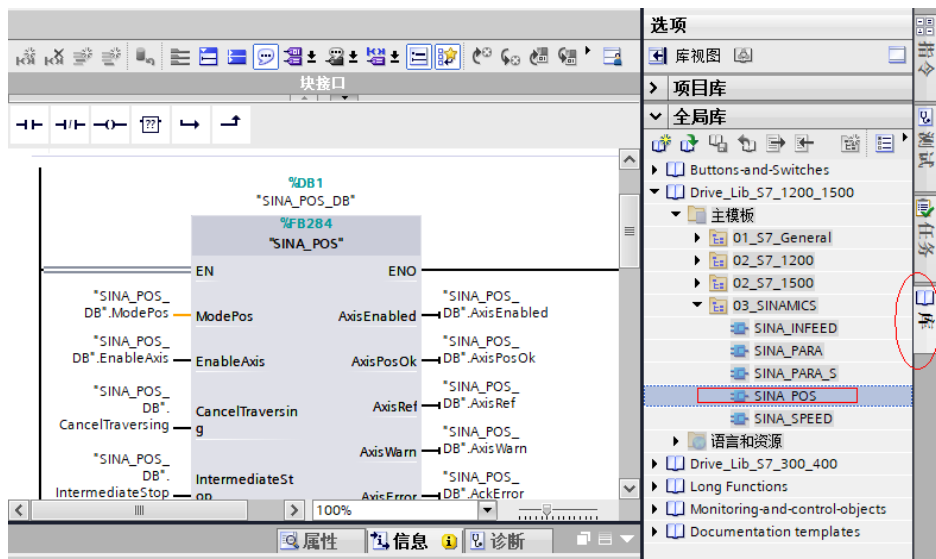 选项
库视图
块接口
项目库
全局库
Buttons-and-Switches
Drive_Lib_S7_1200_1500
主模板
01_S7_General
02_S7_1200
02_S7_1500
03_SINAMICS
SINA_INFEED
SINA_PARA
SINA_PARA_S
SINA_POS
SINA_SPEED
语言和资源
Drive_Lib_S7_300_400
Long Functions
Monitoring-and-control-objects
Documentation templates
任务
库
??
%DB1
"SINA_POS_DB"
%FB284
"SINA_POS"
EN
ENO
"SINA_POS_
DB".ModePos
ModePos
AxisEnabled
"SINA_POS_
DB".AxisEnabled
"SINA_POS_
DB".EnableAxis
EnableAxis
AxisPosOk
"SINA_POS_
DB".AxisPosOk
"SINA_POS_
DB".
CancelTraversing
CancelTraversin
g
AxisRef
"SINA_POS_
DB".AxisRef
AxisWarn
"SINA_POS_
DB".AxisWarn
"SINA_POS_
DB".
IntermediateStop
IntermediateSt
op
AxisError
"SINA_POS_
DB".AckError
100%
属性
信息
诊断